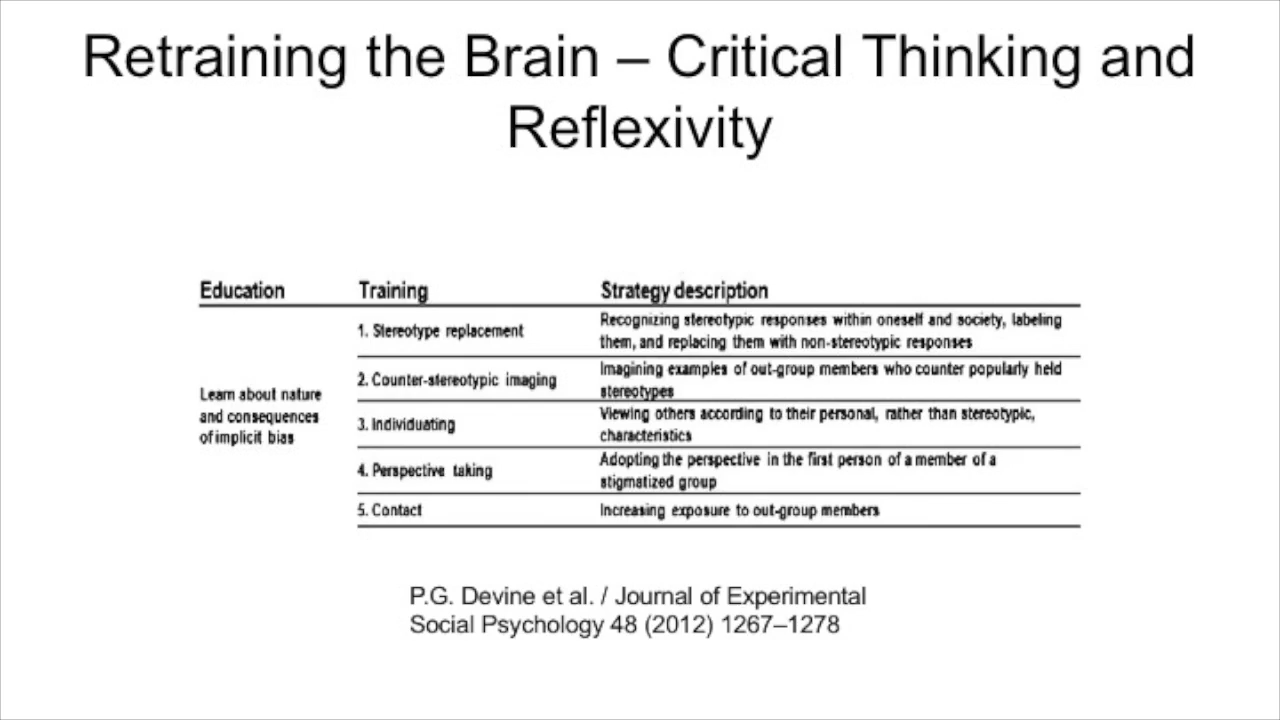 Retraining the Brain – Critical Thinking and
Reflexivity
Education Training Strategy description
1. Stereotype replacement
Recognizing stereotypic responses within oneself and society, labeling
them, and replacing them with non-stereotypic responses
2. Counter-stereotypic imaging
Imagining examples of out-group members who counter popularly held
stereotypes
Learn about nature
and consequences
of implicit bias
3. Individuating
Viewing others according to their personal, rather than stereotypic,
characteristics
4. Perspective taking
Adopting the perspective in the first person of a member of a
stigmatized group
5. Contact
Increasing exposure to out-group members
P.G. Devine et al. / Journal of Experimental
Social Psychology 48 (2012) 1267–1278